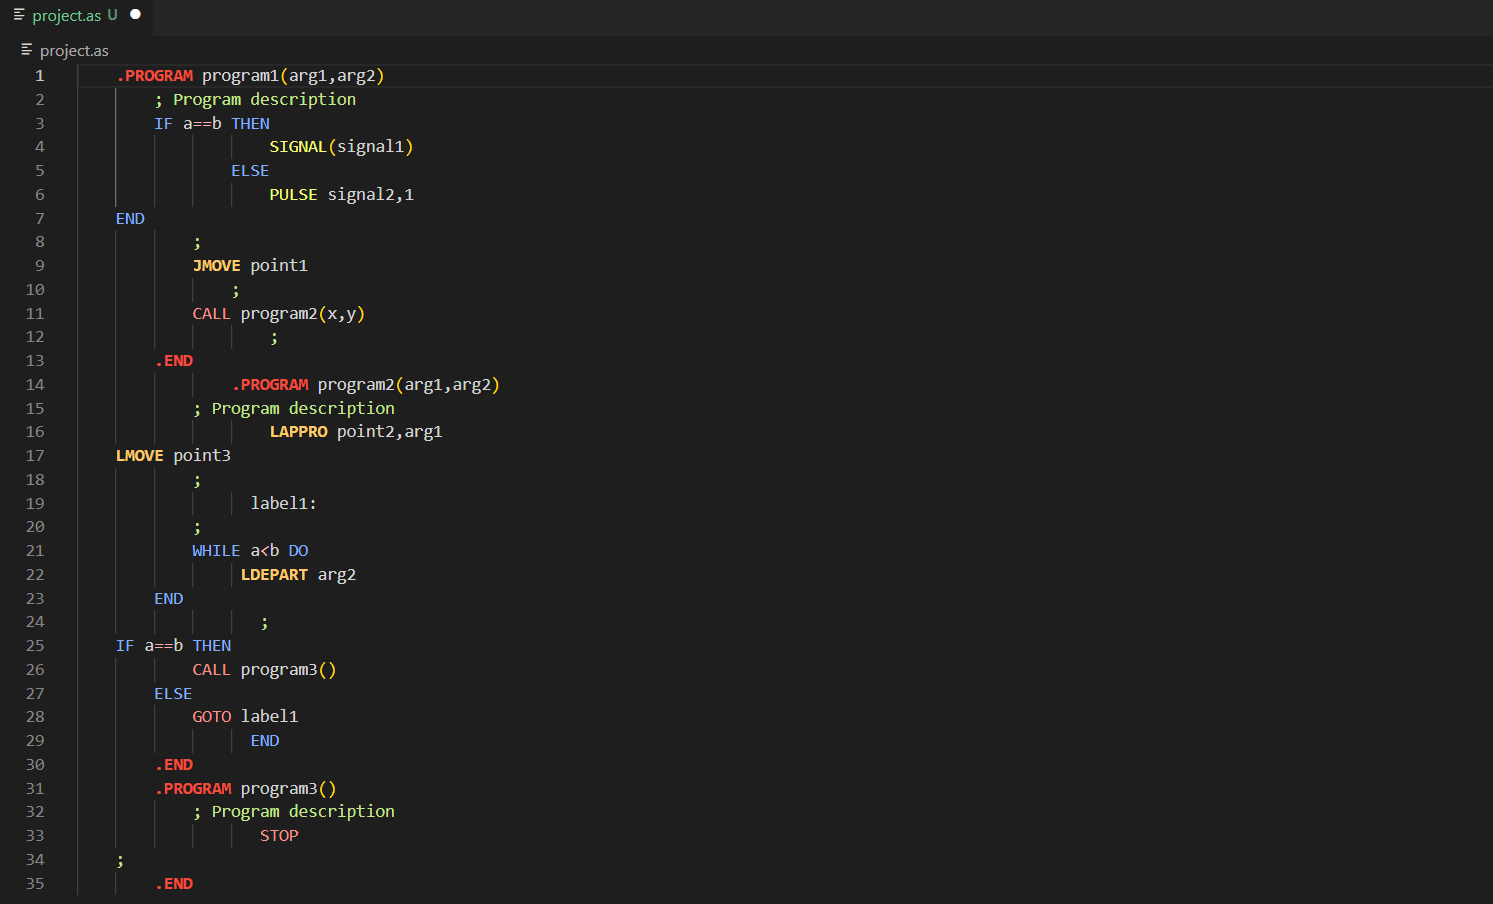 project.as U
project.as
1 .PROGRAM program1(arg1,arg2)
2 ; Program description
3 IF a==b THEN
4 SIGNAL(signal1)
5 ELSE
6 PULSE signal2,1
7 END
8 ;
9 JMOVE point1
10 ;
11 CALL program2(x,y)
12 ;
13 .END
14 .PROGRAM program2(arg1,arg2)
15 ; Program description
16 LAPPRO point2,arg1
17 LMOVE point3
18 ;
19 label1:
20 ;
21 WHILE a<b DO
22 LDEPART arg2
23 END
24 ;
25 IF a==b THEN
26 CALL program3()
27 ELSE
28 GOTO label1
29 END
30 .END
31 .PROGRAM program3()
32 ; Program description
33 STOP
34 ;
35 .END